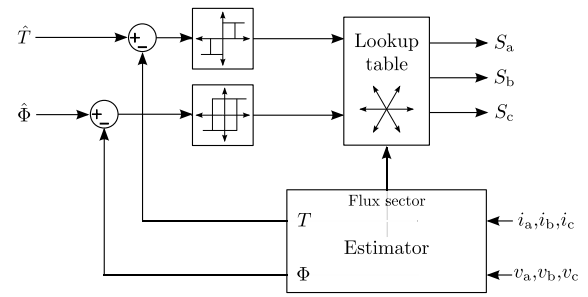 T̂
+
−
Lookup
table
Sa
Sb
Sc
Φ̂
+
−
Flux sector
T
Estimator
Φ
ia,ib,ic
va,vb,vc